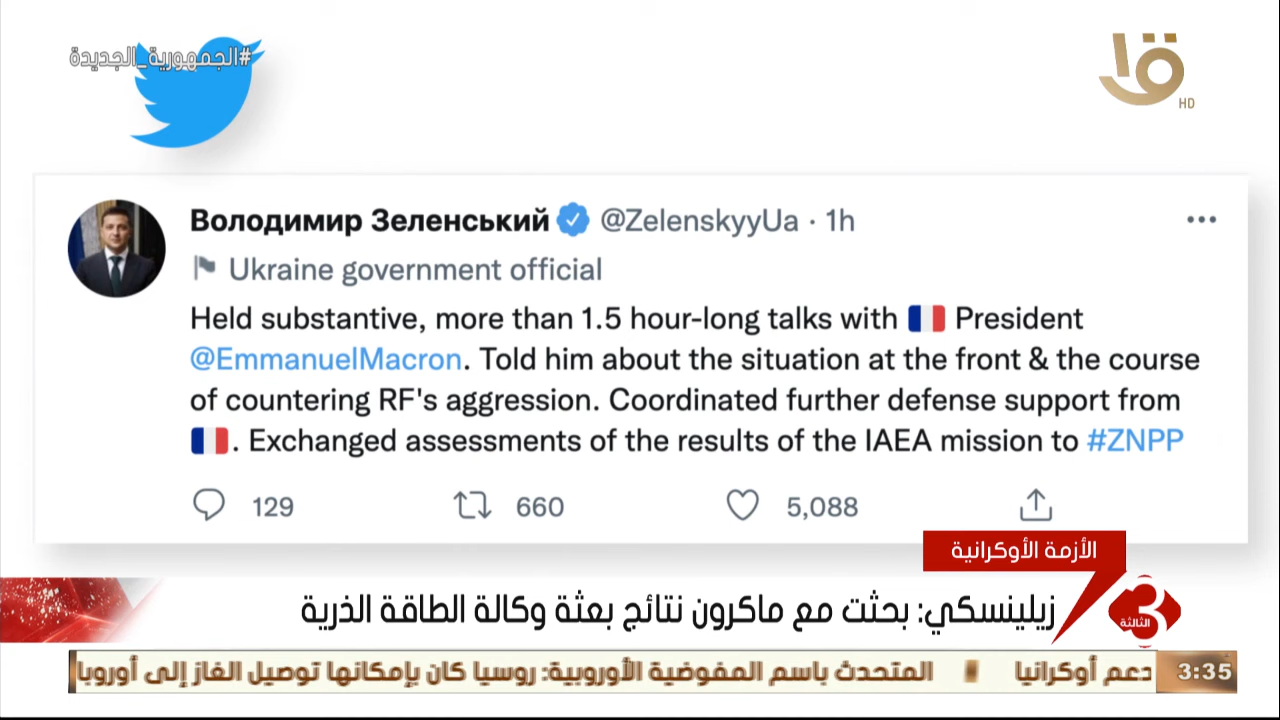 #الجمهورية_الجديدة
HD
Володимир Зеленський @ZelenskyyUa · 1h
Ukraine government official
Held substantive, more than 1.5 hour-long talks with 🇫🇷 President
@EmmanuelMacron. Told him about the situation at the front & the course
of countering RF's aggression. Coordinated further defense support from
🇫🇷. Exchanged assessments of the results of the IAEA mission to #ZNPP
129 660 5,088
الأزمة الأوكرانية
زيلينسكي: بحثت مع ماكرون نتائج بعثة وكالة الطاقة الذرية
3 الثالثة
3:35 دعم أوكرانيا المتحدث باسم المفوضية الأوروبية: روسيا كان بإمكانها توصيل الغاز إلى أوروبا